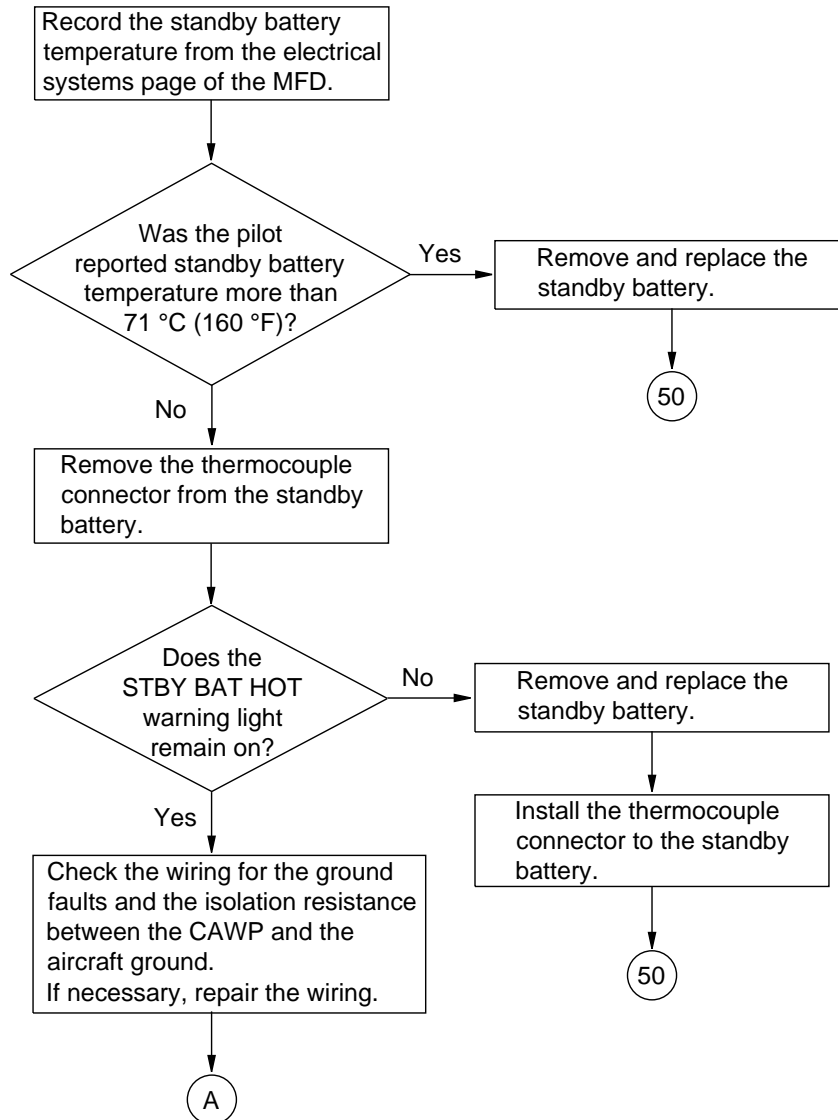 Record the standby battery
temperature from the electrical
systems page of the MFD.
Was the pilot
reported standby battery
temperature more than
71 °C (160 °F)?
Yes
Remove and replace the
standby battery.
50
No
Remove the thermocouple
connector from the standby
battery.
Does the
STBY BAT HOT
warning light
remain on?
No
Remove and replace the
standby battery.
Install the thermocouple
connector to the standby
battery.
50
Yes
Check the wiring for the ground
faults and the isolation resistance
between the CAWP and the
aircraft ground.
If necessary, repair the wiring.
A